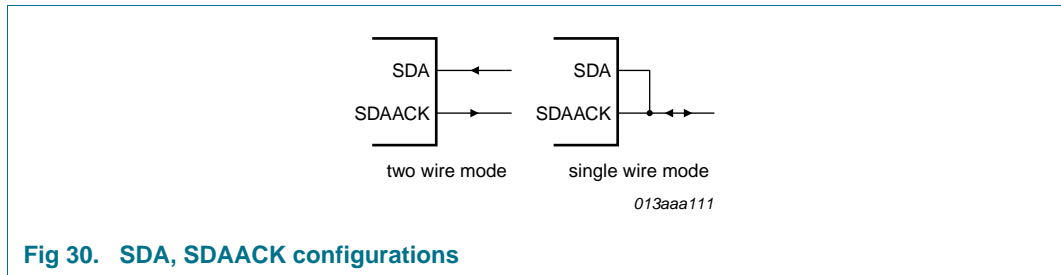 SDA
SDAACK
two wire mode
SDA
SDAACK
single wire mode
013aaa111
Fig 30. SDA, SDAACK configurations